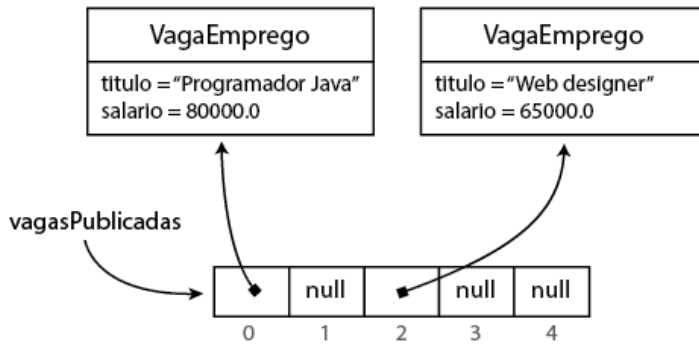 VagaEmprego
titulo =“Programador Java”
salario = 80000.0
VagaEmprego
titulo =“Web designer”
salario = 65000.0
vagasPublicadas
null null null
0 1 2 3 4